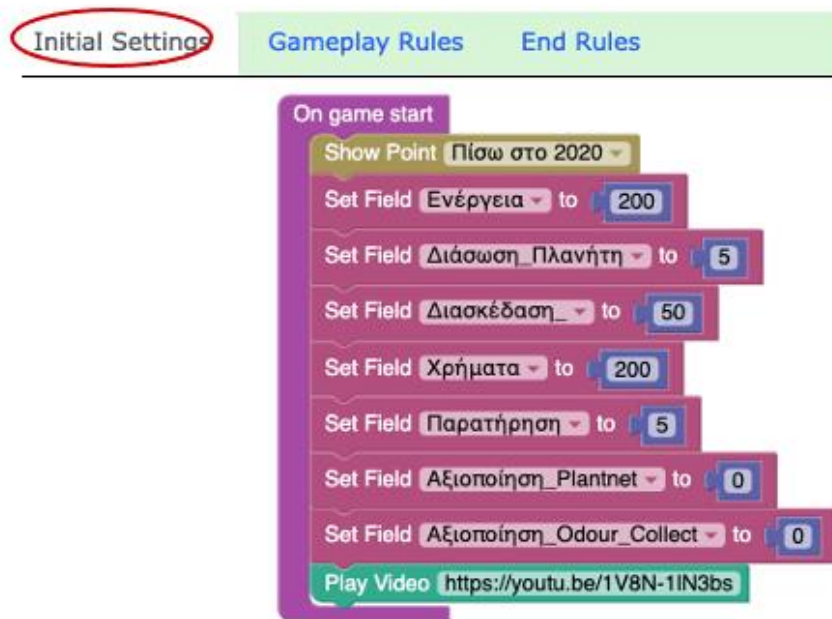 Initial Settings Gameplay Rules End Rules
On game start
Show Point Πίσω στο 2020
Set Field Ενέργεια to 200
Set Field Διάσωση_Πλανήτη to 5
Set Field Διασκέδαση_ to 50
Set Field Χρήματα to 200
Set Field Παρατήρηση to 5
Set Field Αξιοποίηση_Plantnet to 0
Set Field Αξιοποίηση_Odour_Collect to 0
Play Video https://youtu.be/1V8N-1lN3bs